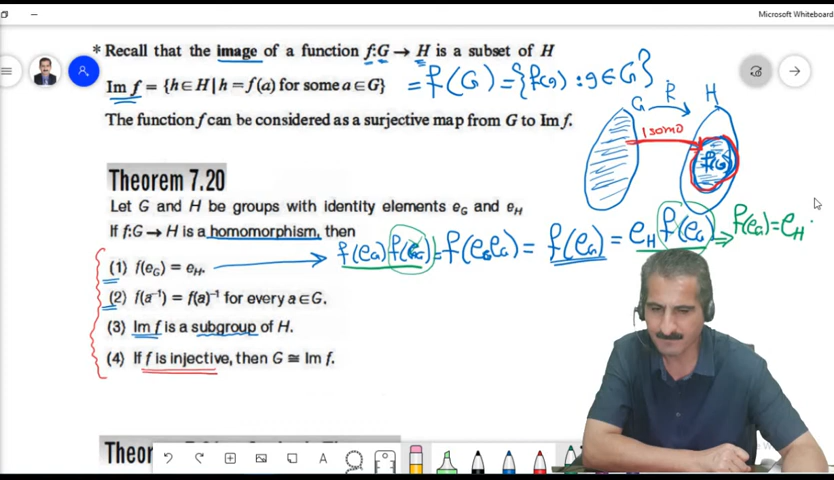 Microsoft Whiteboard
* Recall that the image of a function f:G → H is a subset of H
Im f = {h∈H | h = f(a) for some a∈G} = f(G) = {f(g) : g∈G}
The function f can be considered as a surjective map from G to Im f.
G f H
isomo
f(G)
Theorem 7.20
Let G and H be groups with identity elements e_G and e_H
If f:G → H is a homomorphism, then
f(e_G) f(e_G) = f(e_G e_G) = f(e_G) = e_H f(e_G) ⇒ f(e_G) = e_H.
(1) f(e_G) = e_H.
(2) f(a⁻¹) = f(a)⁻¹ for every a∈G.
(3) Im f is a subgroup of H.
(4) If f is injective, then G ≅ Im f.